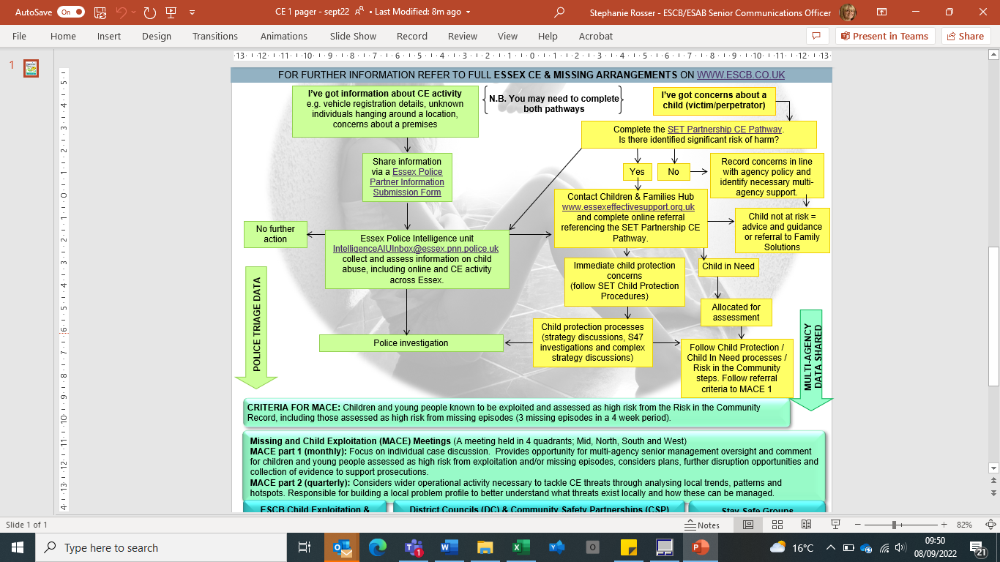 AutoSave
On
CE 1 pager - sept22
• Last Modified: 8m ago
Stephanie Rosser - ESCB/ESAB Senior Communications Officer
File
Home
Insert
Design
Transitions
Animations
Slide Show
Record
Review
View
Help
Acrobat
Present in Teams
Share
1
FOR FURTHER INFORMATION REFER TO FULL ESSEX CE & MISSING ARRANGEMENTS ON WWW.ESCB.CO.UK
I've got information about CE activity
e.g. vehicle registration details, unknown
individuals hanging around a location,
concerns about a premises
N.B. You may need to complete
both pathways
I've got concerns about a
child (victim/perpetrator)
Complete the SET Partnership CE Pathway.
Is there identified significant risk of harm?
Share information
via a Essex Police
Partner Information
Submission Form
Yes
No
Record concerns in line
with agency policy and
identify necessary multi-
agency support.
Contact Children & Families Hub
www.essexeffectivesupport.org.uk
and complete online referral
referencing the SET Partnership CE
Pathway.
Child not at risk =
advice and guidance
or referral to Family
Solutions
No further
action
Essex Police Intelligence unit
IntelligenceAIUInbox@essex.pnn.police.uk
collect and assess information on child
abuse, including online and CE activity
across Essex.
Immediate child protection
concerns
(follow SET Child Protection
Procedures)
Child in Need
Allocated for
assessment
POLICE TRIAGE DATA
Police investigation
Child protection processes
(strategy discussions, S47
investigations and complex
strategy discussions)
Follow Child Protection /
Child In Need processes /
Risk in the Community
steps. Follow referral
criteria to MACE 1
MULTI-AGENCY
DATA SHARED
CRITERIA FOR MACE: Children and young people known to be exploited and assessed as high risk from the Risk in the Community
Record, including those assessed as high risk from missing episodes (3 missing episodes in a 4 week period).
Missing and Child Exploitation (MACE) Meetings (A meeting held in 4 quadrants; Mid, North, South and West)
MACE part 1 (monthly): Focus on individual case discussion. Provides opportunity for multi-agency senior management oversight and comment
for children and young people assessed as high risk from exploitation and/or missing episodes, considers plans, further disruption opportunities and
collection of evidence to support prosecutions.
MACE part 2 (quarterly): Considers wider operational activity necessary to tackle CE threats through analysing local trends, patterns and
hotspots. Responsible for building a local problem profile to better understand what threats exist locally and how these can be managed.
ESCB Child Exploitation &
District Councils (DC) & Community Safety Partnerships (CSP)
Stay Safe Groups
Slide 1 of 1
Notes
82%
Type here to search
16°C
09:50
08/09/2022
21